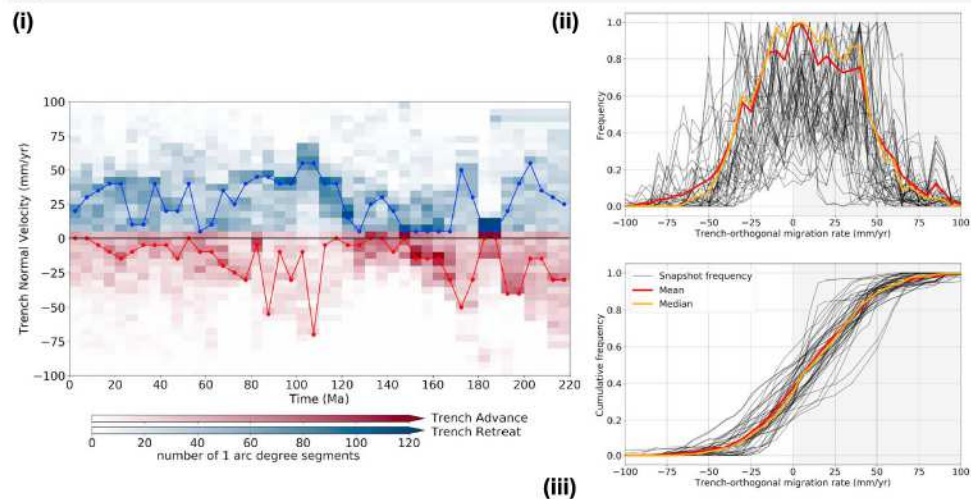 (i)
100
75
50
25
0
−25
−50
−75
−100
Trench Normal Velocity (mm/yr)
0 20 40 60 80 100 120 140 160 180 200 220
Time (Ma)
Trench Advance
Trench Retreat
0 20 40 60 80 100 120
number of 1 arc degree segments
(ii)
1.0
0.8
0.6
0.4
0.2
0.0
Frequency
−100 −75 −50 −25 0 25 50 75 100
Trench-orthogonal migration rate (mm/yr)
Snapshot frequency
Mean
Median
1.0
0.8
0.6
0.4
0.2
0.0
Cumulative frequency
−100 −75 −50 −25 0 25 50 75 100
Trench-orthogonal migration rate (mm/yr)
(iii)